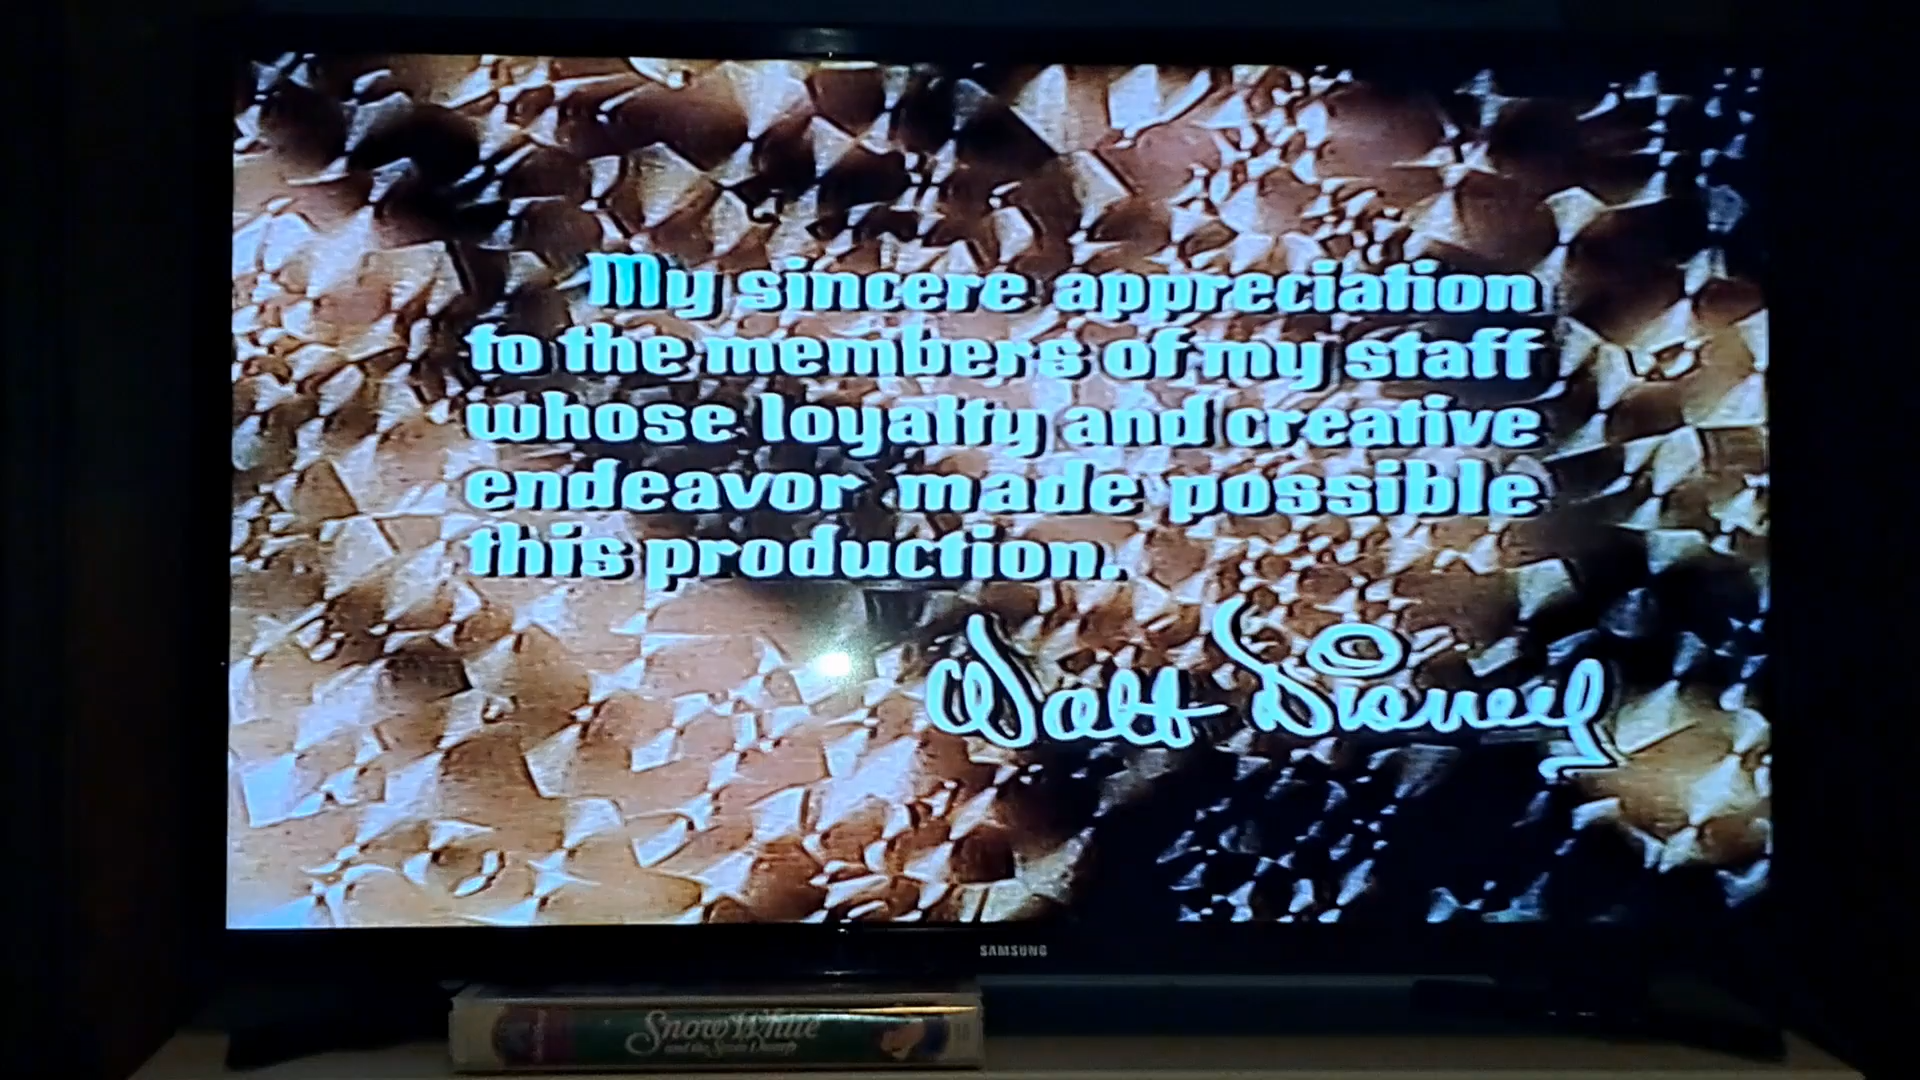 My sincere appreciation
to the members of my staff
whose loyalty and creative
endeavor made possible
this production.
Walt Disney
SAMSUNG
Snow White
and the Seven Dwarfs